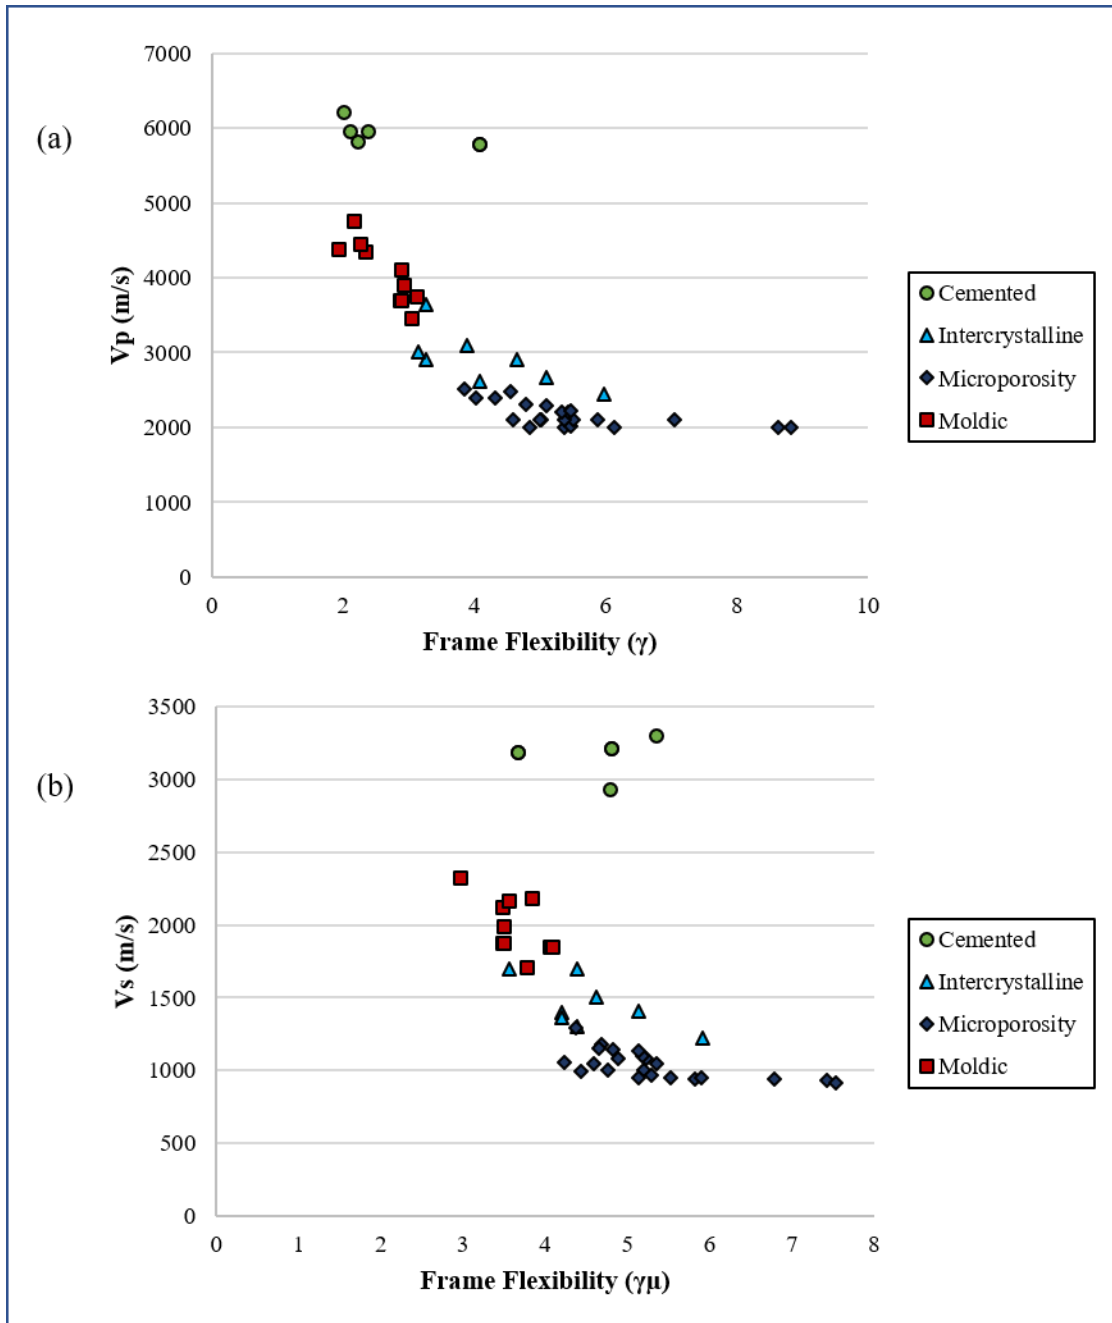 (a)
7000
6000
5000
4000
3000
2000
1000
0
Vp (m/s)
0 2 4 6 8 10
Frame Flexibility (γ)
Cemented
Intercrystalline
Microporosity
Moldic
(b)
3500
3000
2500
2000
1500
1000
500
0
Vs (m/s)
0 1 2 3 4 5 6 7 8
Frame Flexibility (γμ)
Cemented
Intercrystalline
Microporosity
Moldic